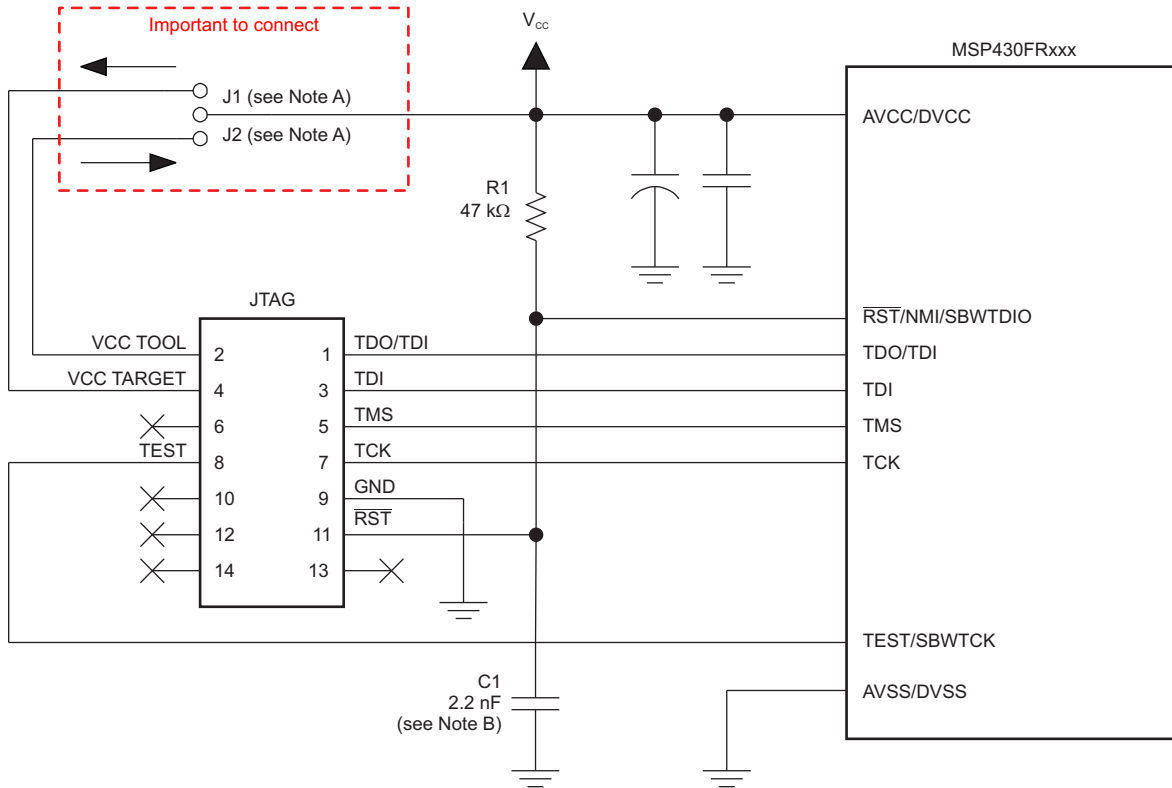 Important to connect
V_CC
MSP430FRxxx
J1 (see Note A)
J2 (see Note A)
AVCC/DVCC
R1
47 kΩ
JTAG
RST/NMI/SBWTDIO
VCC TOOL
2
1
TDO/TDI
TDO/TDI
VCC TARGET
4
3
TDI
TDI
6
5
TMS
TMS
TEST
8
7
TCK
TCK
10
9
GND
12
11
RST
14
13
TEST/SBWTCK
C1
2.2 nF
(see Note B)
AVSS/DVSS